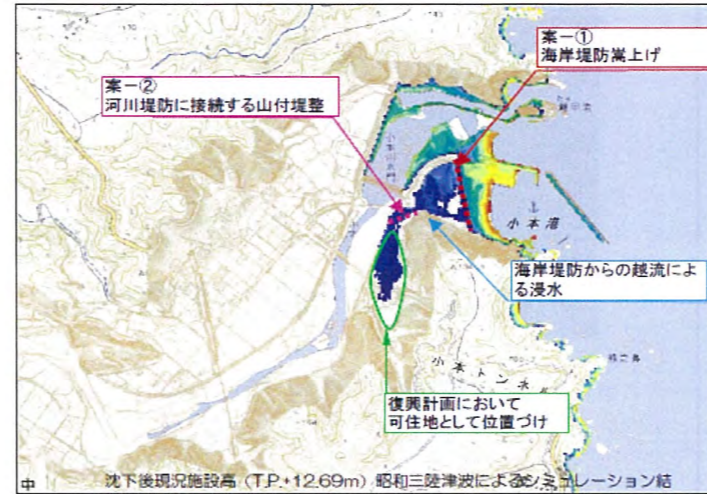 案ー①
海岸堤防嵩上げ
案ー②
河川堤防に接続する山付堤整
小本港
海岸堤防からの越流によ
る浸水
小本トンネル
復興計画において
可住地として位置づけ
中
沈下後現況施設高（T.P.+12.69m）昭和三陸津波によるシミュレーション結